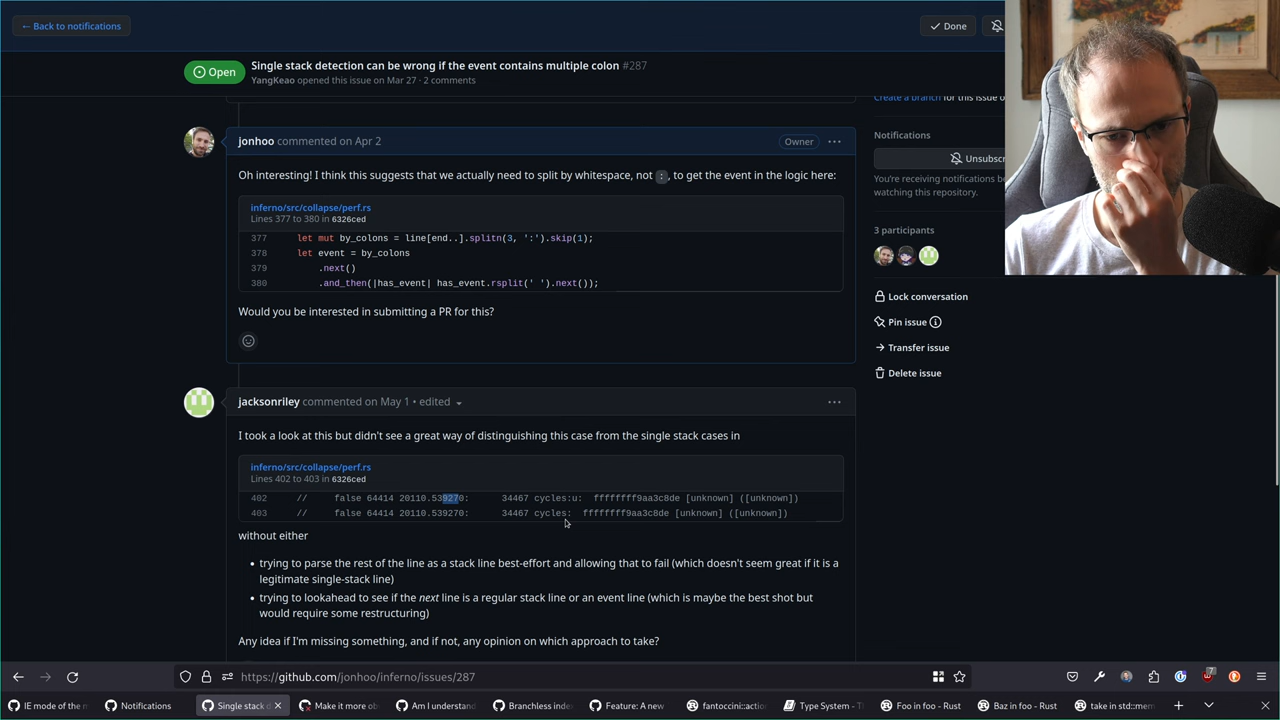 ← Back to notifications
Done
Open
Single stack detection can be wrong if the event contains multiple colon #287
YangKeao opened this issue on Mar 27 · 2 comments
Create a branch for this issue o
jonhoo commented on Apr 2
Owner
Notifications
Unsubscr
You're receiving notifications be
watching this repository.
Oh interesting! I think this suggests that we actually need to split by whitespace, not : , to get the event in the logic here:
inferno/src/collapse/perf.rs
Lines 377 to 380 in 6326ced
377 let mut by_colons = line[end..].splitn(3, ':').skip(1);
378 let event = by_colons
379 .next()
380 .and_then(|has_event| has_event.rsplit(' ').next());
3 participants
Would you be interested in submitting a PR for this?
Lock conversation
Pin issue
Transfer issue
Delete issue
jacksonriley commented on May 1 • edited
I took a look at this but didn't see a great way of distinguishing this case from the single stack cases in
inferno/src/collapse/perf.rs
Lines 402 to 403 in 6326ced
402 // false 64414 20110.539270: 34467 cycles:u: ffffffff9aa3c8de [unknown] ([unknown])
403 // false 64414 20110.539270: 34467 cycles: ffffffff9aa3c8de [unknown] ([unknown])
without either
• trying to parse the rest of the line as a stack line best-effort and allowing that to fail (which doesn't seem great if it is a
legitimate single-stack line)
• trying to lookahead to see if the next line is a regular stack line or an event line (which is maybe the best shot but
would require some restructuring)
Any idea if I'm missing something, and if not, any opinion on which approach to take?
https://github.com/jonhoo/inferno/issues/287
7
IE mode of the m
Notifications
Single stack d
Make it more ob
Am I understand
Branchless index
Feature: A new
fantoccini::actio
Type System - T
Foo in foo - Rust
Baz in foo - Rust
take in std::mem